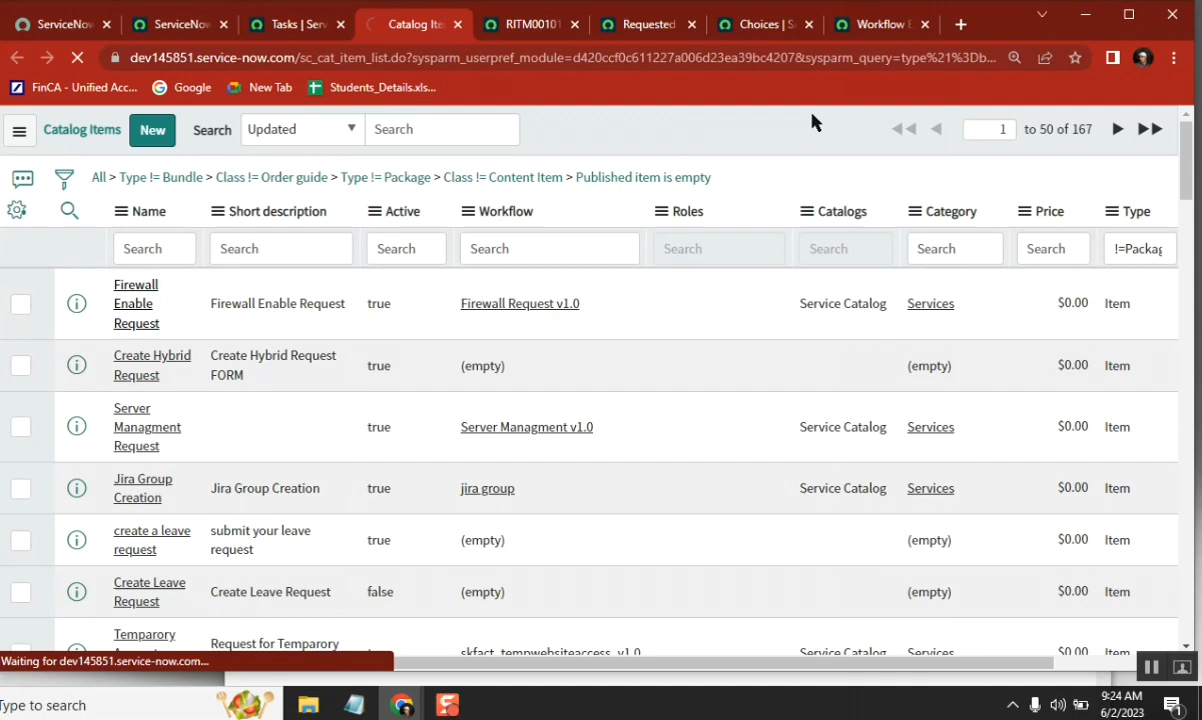 ServiceNo
ServiceNow
Tasks | Serv
Catalog Ite
RITM00101
Requested
Choices | S
Workflow E
dev145851.service-now.com/sc_cat_item_list.do?sysparm_userpref_module=d420ccf0c611227a006d23ea39bc4207&sysparm_query=type%21%3Db...
FinCA - Unified Acc...
Google
New Tab
Students_Details.xls...
Catalog Items
New
Search
Updated
Search
1
to 50 of 167
All > Type != Bundle > Class != Order guide > Type != Package > Class != Content Item > Published item is empty
Name
Short description
Active
Workflow
Roles
Catalogs
Category
Price
Type
Search
Search
Search
Search
Search
Search
Search
Search
!=Packag
Firewall
Enable
Request
Firewall Enable Request
true
Firewall Request v1.0
Service Catalog
Services
$0.00
Item
Create Hybrid
Request
Create Hybrid Request
FORM
true
(empty)
(empty)
$0.00
Item
Server
Managment
Request
true
Server Managment v1.0
Service Catalog
Services
$0.00
Item
Jira Group
Creation
Jira Group Creation
true
jira group
Service Catalog
Services
$0.00
Item
create a leave
request
submit your leave
request
true
(empty)
(empty)
$0.00
Item
Create Leave
Request
Create Leave Request
false
(empty)
(empty)
$0.00
Item
Temparory
Request for Temparory
true
skfact_tempwebsiteaccess_v1.0
Service Catalog
Services
$0.00
Item
Waiting for dev145851.service-now.com...
Type to search
9:24 AM
6/2/2023
1